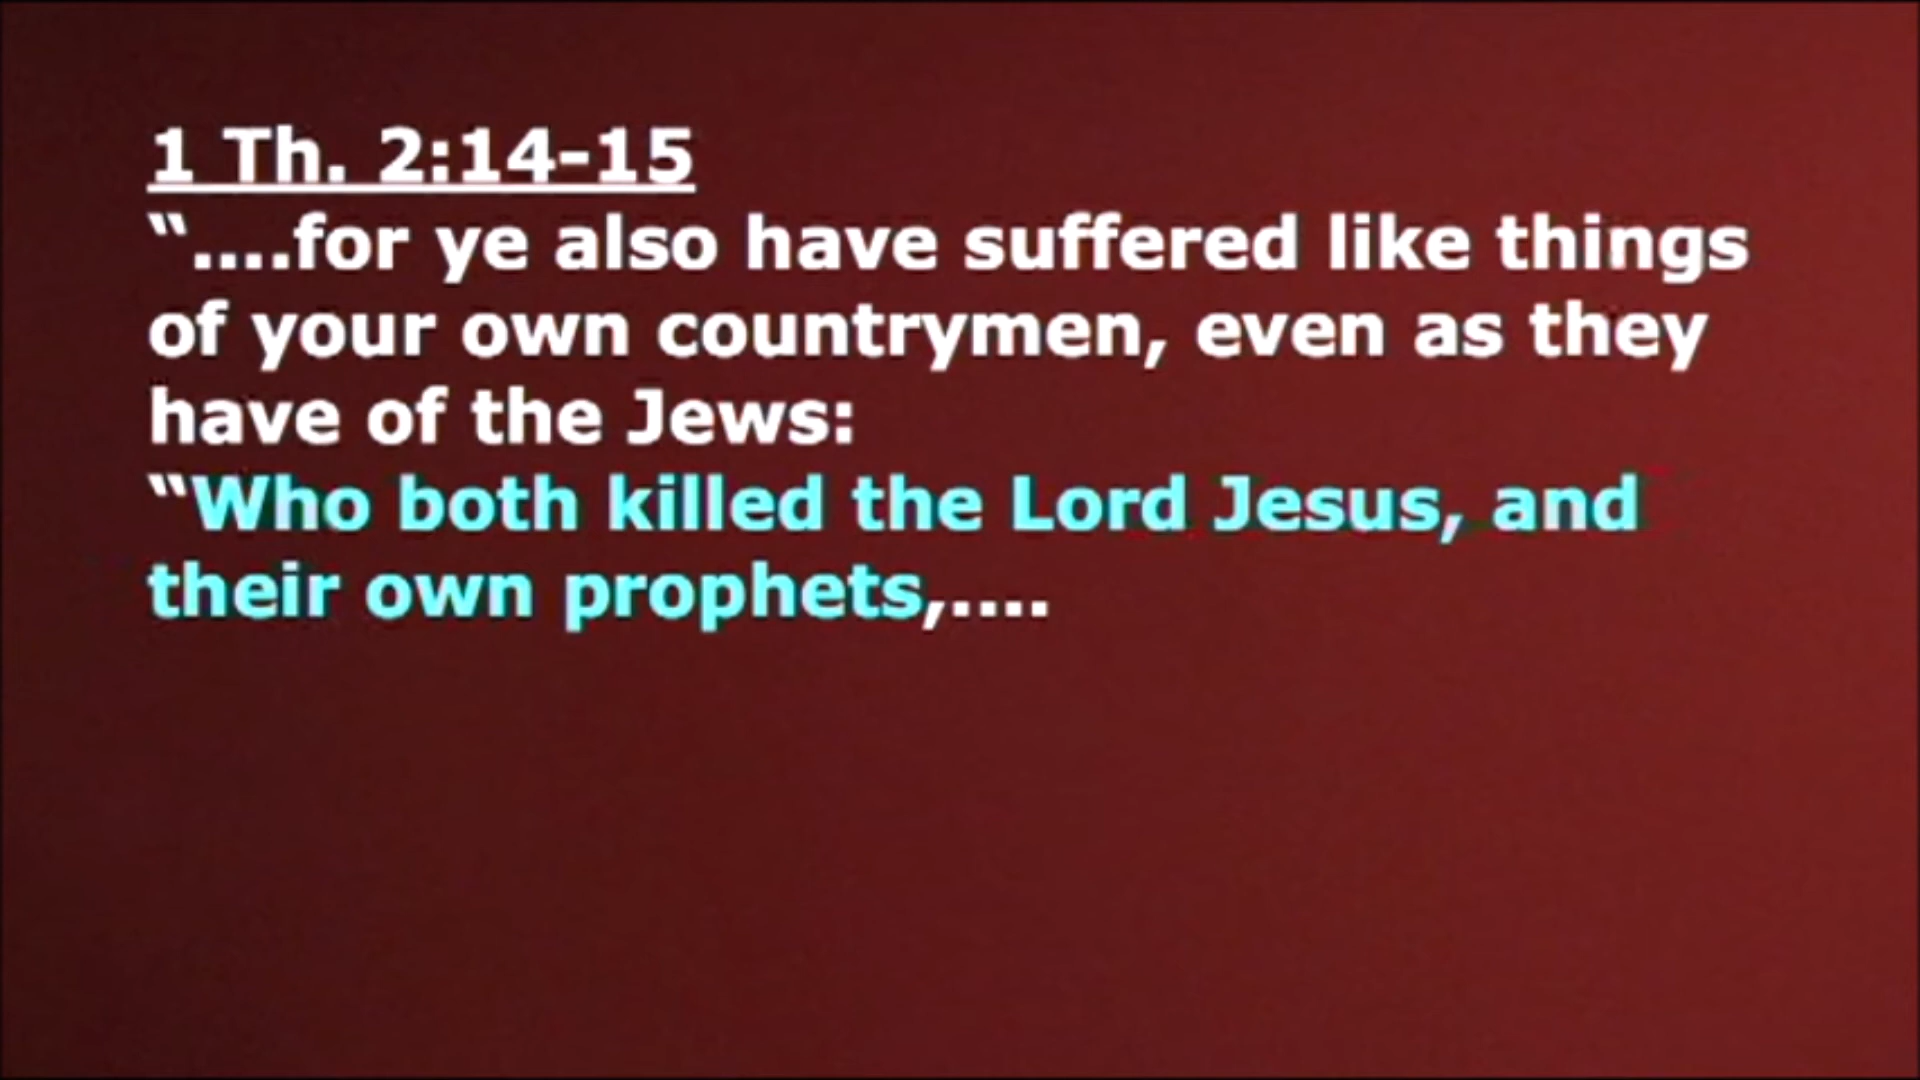 1 Th. 2:14-15
“....for ye also have suffered like things
of your own countrymen, even as they
have of the Jews:
“Who both killed the Lord Jesus, and
their own prophets,....